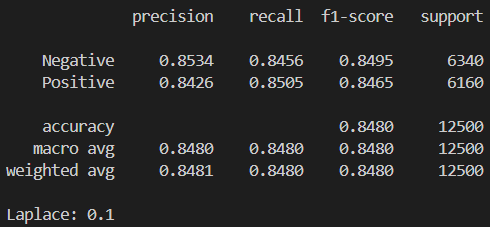 precision recall f1-score support
Negative 0.8534 0.8456 0.8495 6340
Positive 0.8426 0.8505 0.8465 6160
accuracy 0.8480 12500
macro avg 0.8480 0.8480 0.8480 12500
weighted avg 0.8481 0.8480 0.8480 12500
Laplace: 0.1